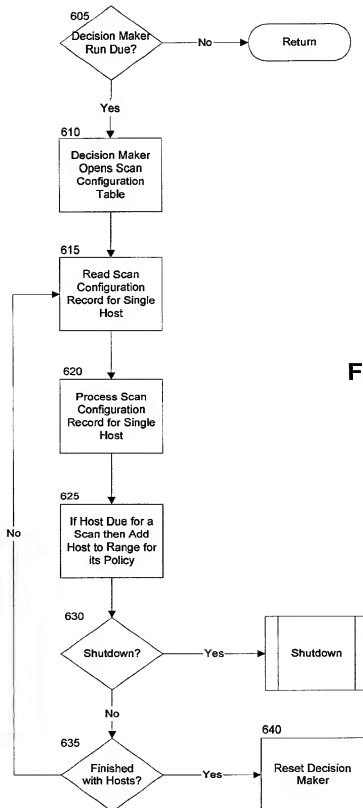 605
Decision Maker
Run Due?
No
Return
Yes
610
Decision Maker
Opens Scan
Configuration
Table
615
Read Scan
Configuration
Record for Single
Host
620
Process Scan
Configuration
Record for Single
Host
F
625
If Host Due for a
Scan then Add
Host to Range for
its Policy
No
630
Shutdown?
Yes
Shutdown
No
635
Finished
with Hosts?
Yes
640
Reset Decision
Maker